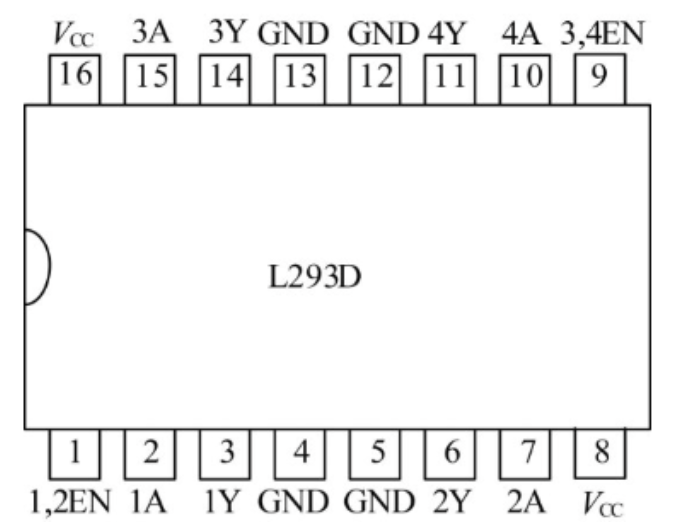 VCC 3A 3Y GND GND 4Y 4A 3,4EN
16 15 14 13 12 11 10 9
L293D
1 2 3 4 5 6 7 8
1,2EN 1A 1Y GND GND 2Y 2A VCC